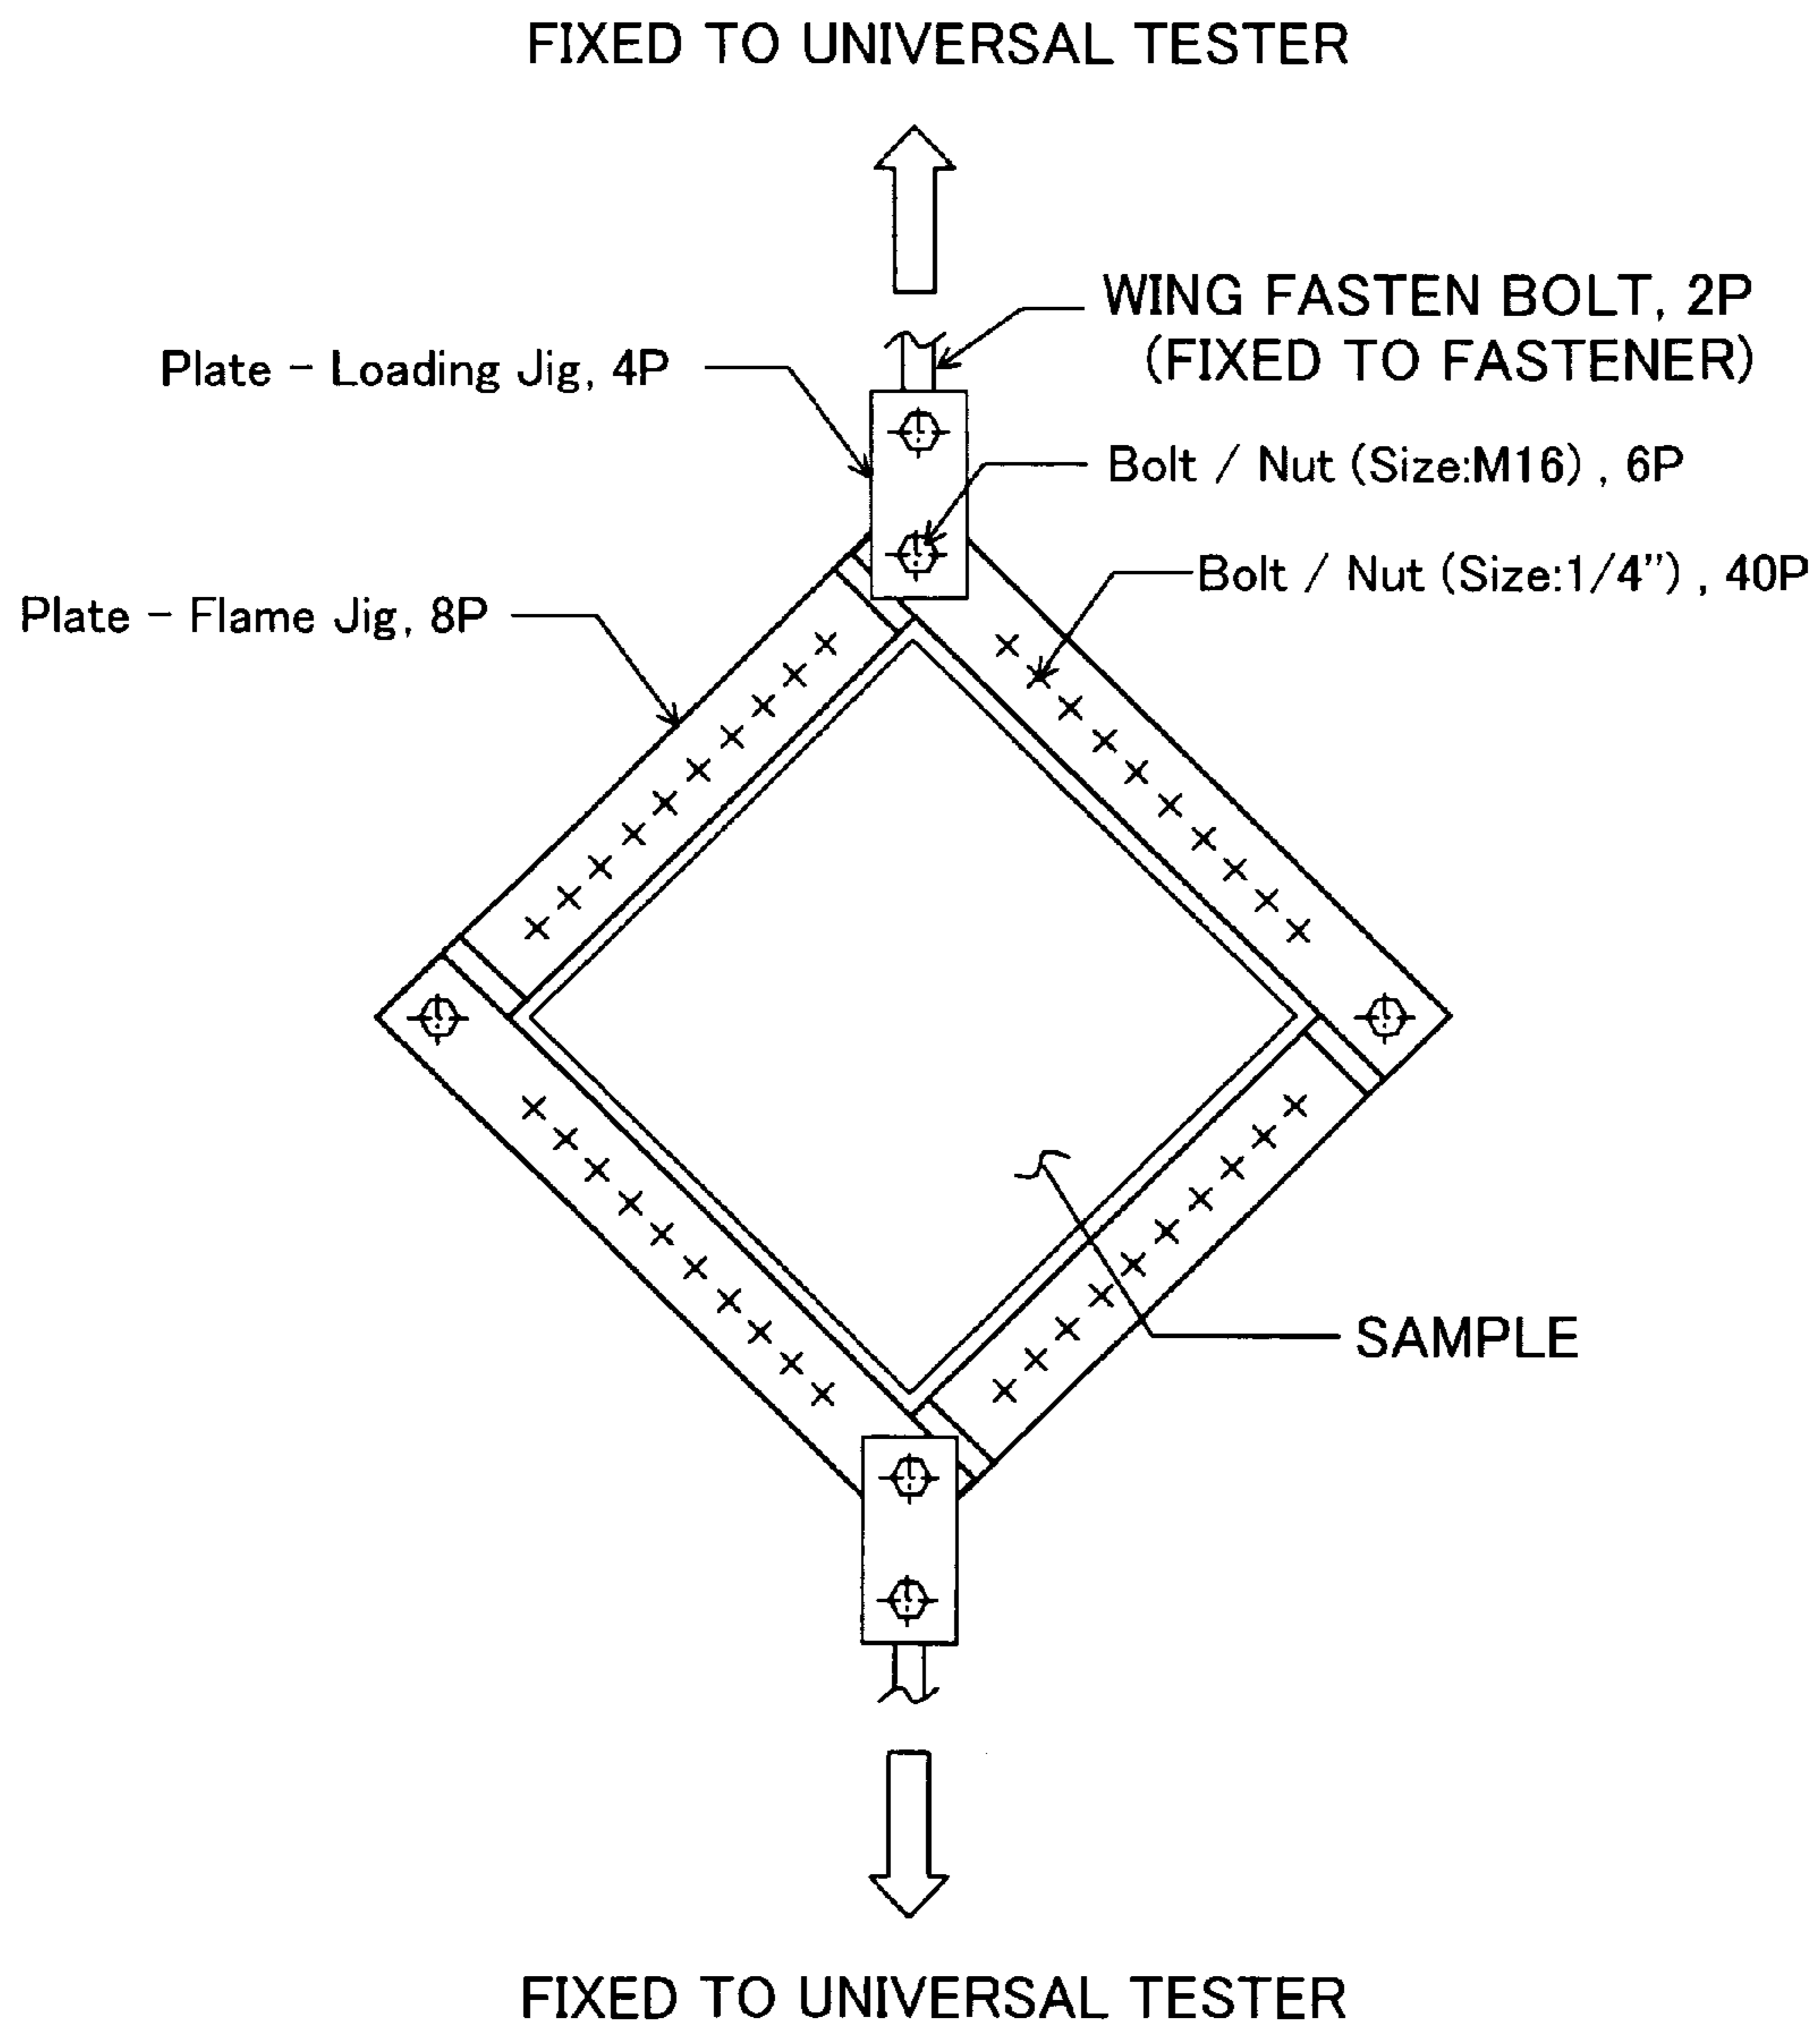 FIXED TO UNIVERSAL TESTER
WING FASTEN BOLT, 2P
(FIXED TO FASTENER)
Plate - Loading Jig, 4P
Bolt / Nut (Size:M16) , 6P
Bolt / Nut (Size:1/4”) , 40P
Plate - Flame Jig, 8P
SAMPLE
FIXED TO UNIVERSAL TESTER